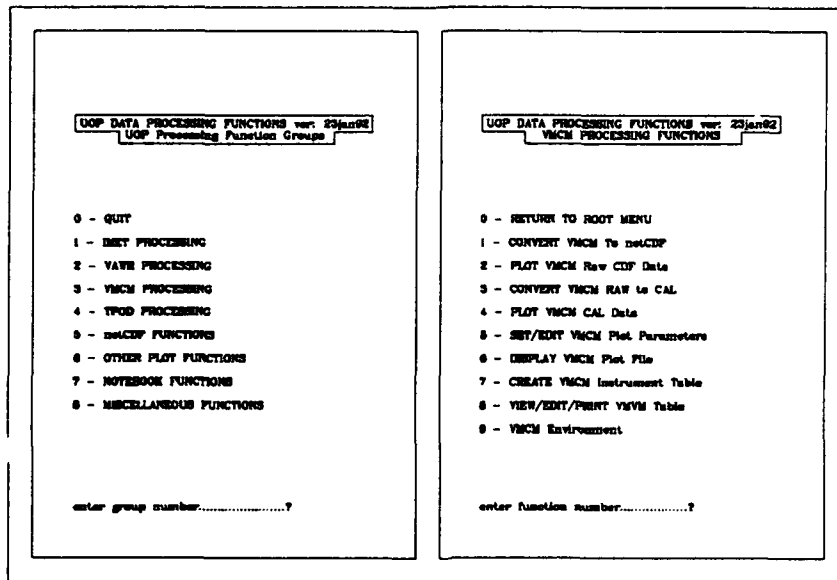 UOP DATA PROCESSING FUNCTIONS ver: 23jan92
UOP Processing Function Groups
0 - QUIT
1 - IMET PROCESSING
2 - VAWR PROCESSING
3 - VMCM PROCESSING
4 - TPOD PROCESSING
5 - netCDF FUNCTIONS
6 - OTHER PLOT FUNCTIONS
7 - NOTEBOOK FUNCTIONS
8 - MISCELLANEOUS FUNCTIONS
enter group number.....................?
UOP DATA PROCESSING FUNCTIONS ver: 23jan92
VMCM PROCESSING FUNCTIONS
0 - RETURN TO ROOT MENU
1 - CONVERT VMCM To netCDF
2 - PLOT VMCM Raw CDF Data
3 - CONVERT VMCM RAW to CAL
4 - PLOT VMCM CAL Data
5 - SET/EDIT VMCM Plot Parameters
6 - DISPLAY VMCM Plot File
7 - CREATE VMCM Instrument Table
8 - VIEW/EDIT/PRINT VMVM Table
9 - VMCM Environment
enter function number................?